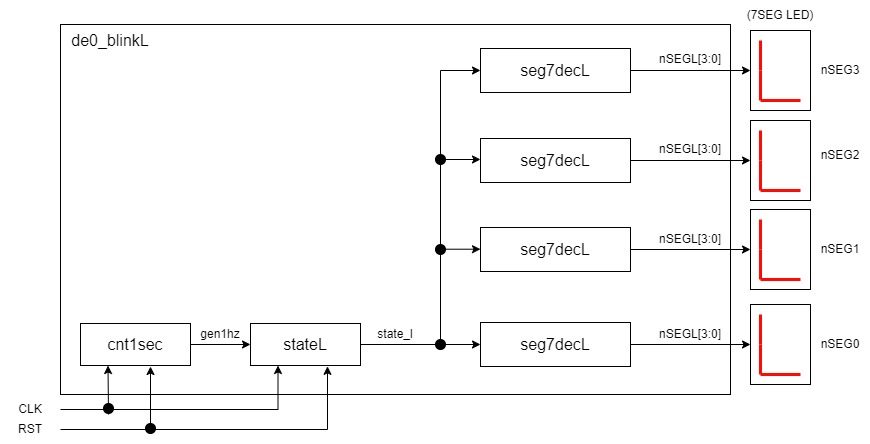 (7SEG LED)
de0_blinkL
seg7decL
nSEGL[3:0]
nSEG3
seg7decL
nSEGL[3:0]
nSEG2
seg7decL
nSEGL[3:0]
nSEG1
cnt1sec
gen1hz
stateL
state_l
seg7decL
nSEGL[3:0]
nSEG0
CLK
RST